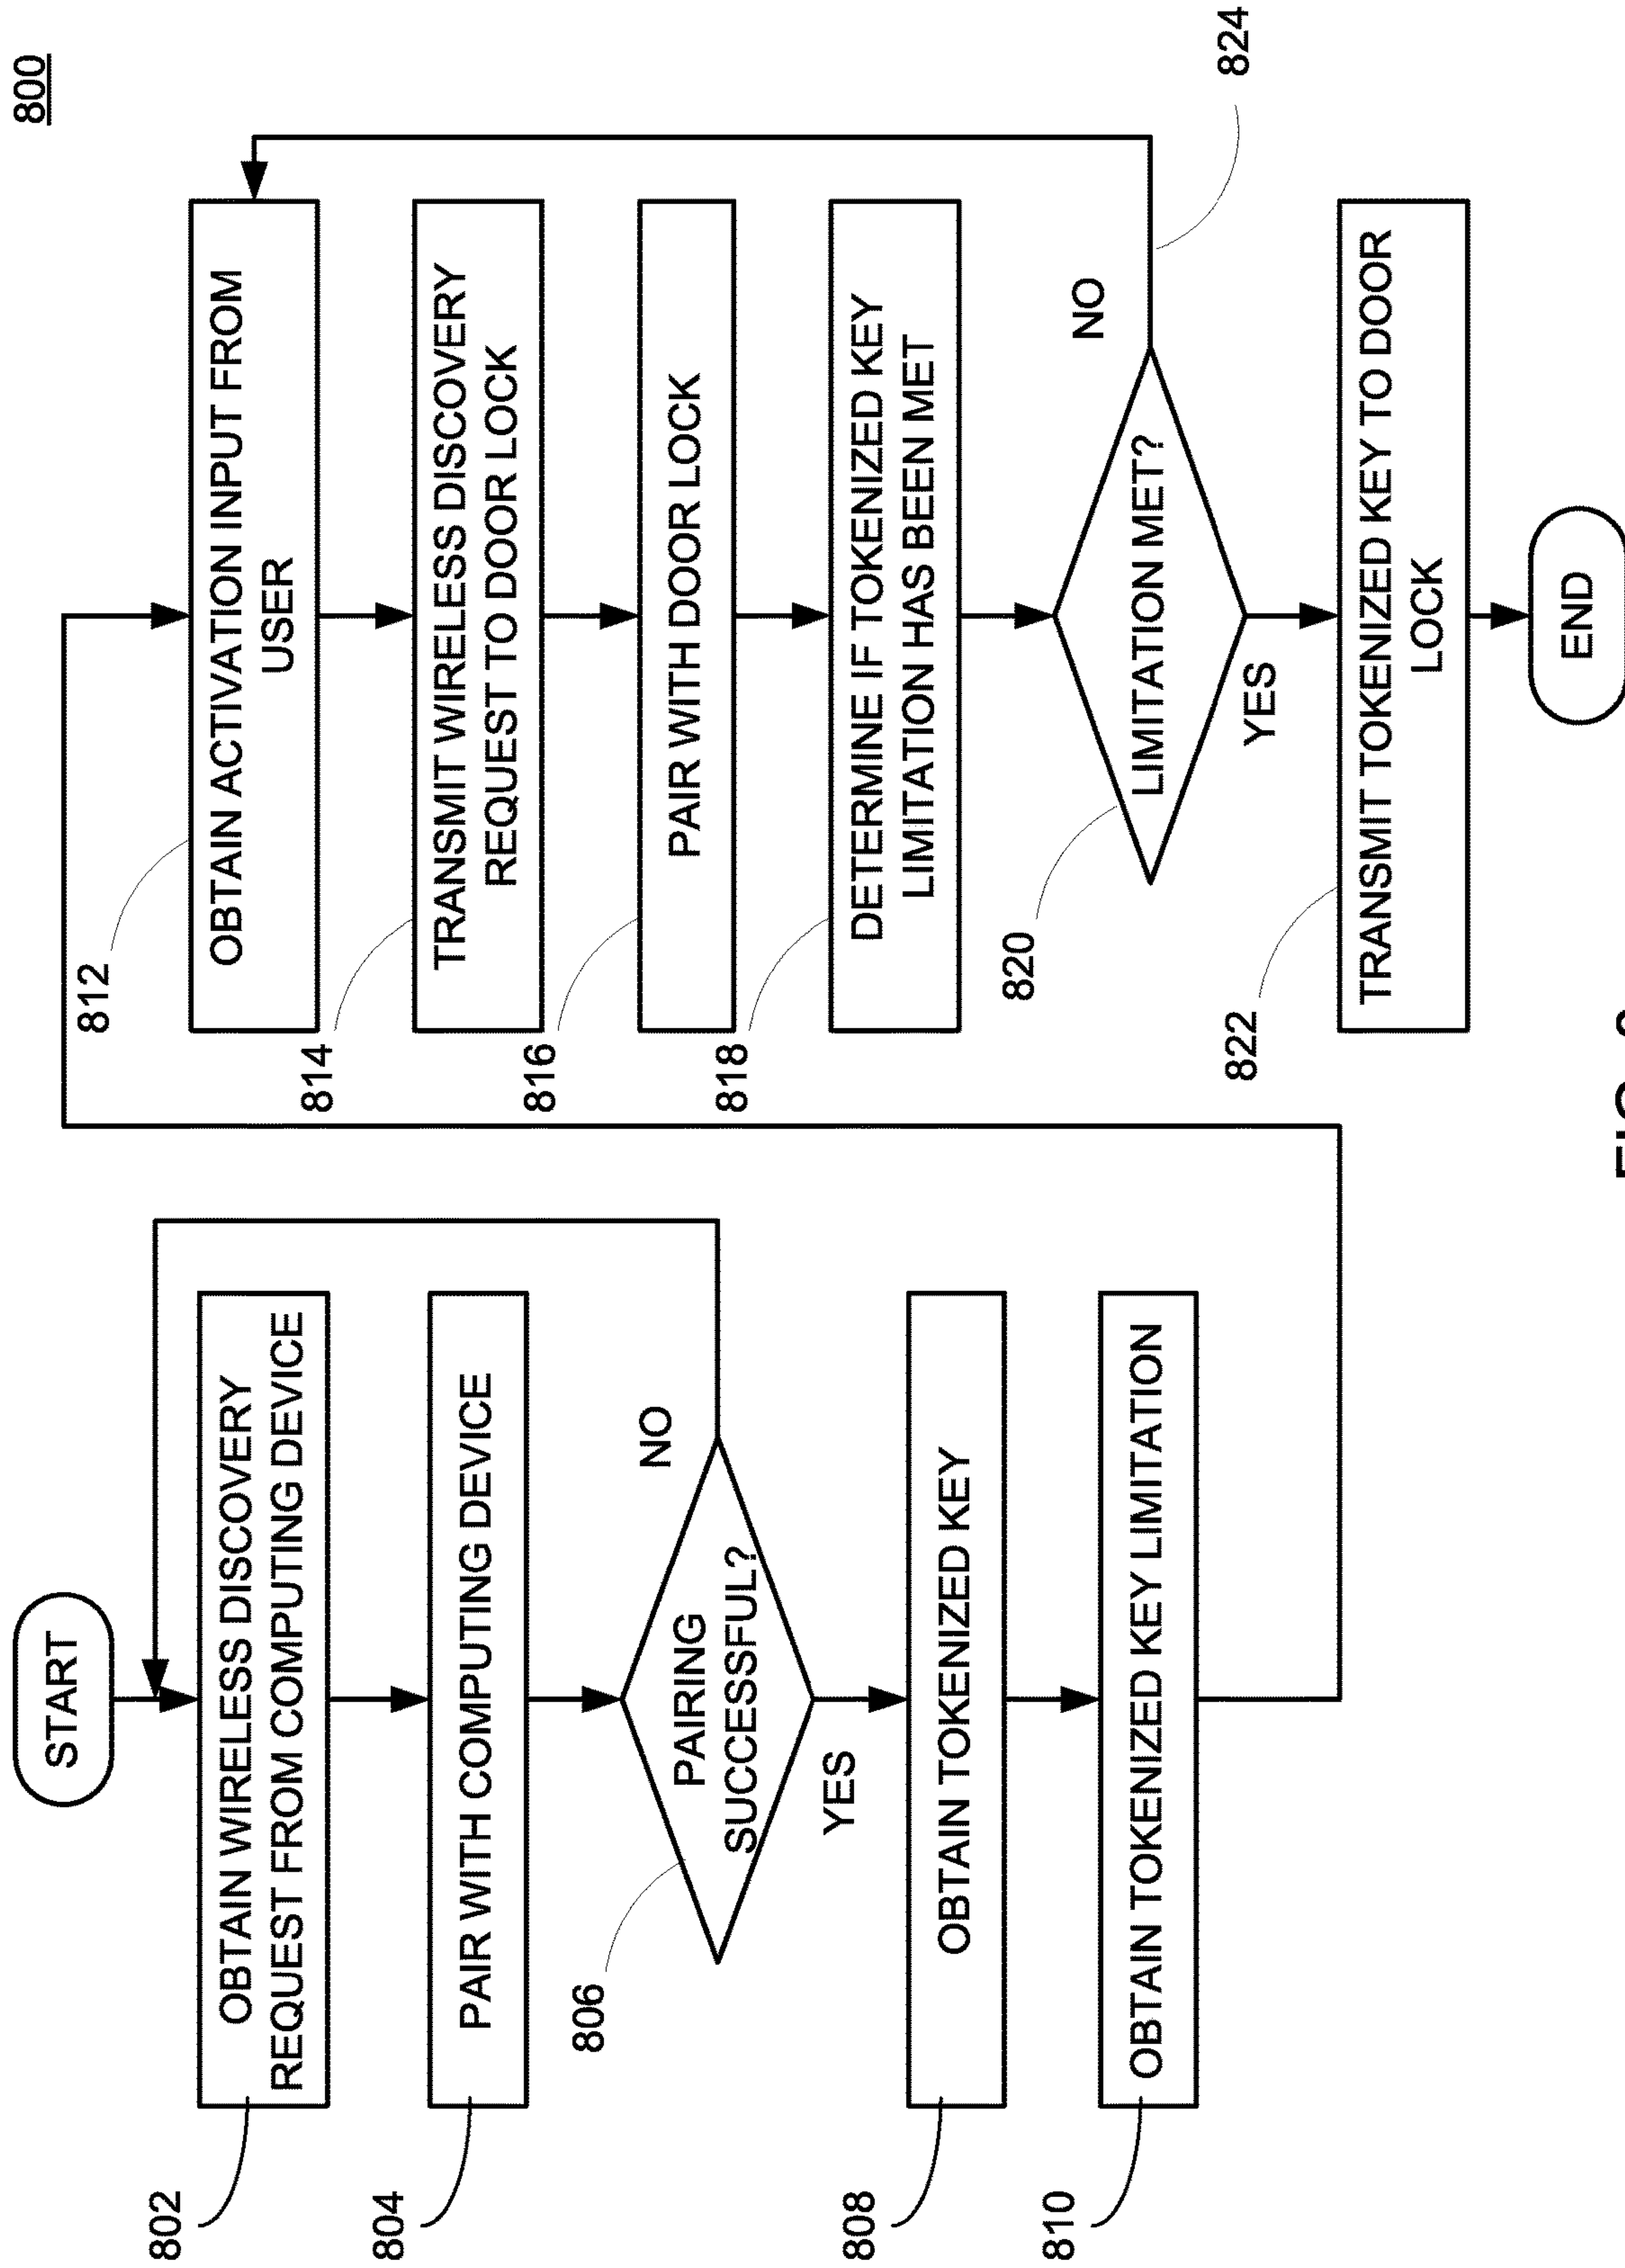 800
START
802
OBTAIN WIRELESS DISCOVERY
REQUEST FROM COMPUTING DEVICE
804
PAIR WITH COMPUTING DEVICE
806
PAIRING
SUCCESSFUL?
NO
YES
808
OBTAIN TOKENIZED KEY
810
OBTAIN TOKENIZED KEY LIMITATION
812
OBTAIN ACTIVATION INPUT FROM
USER
814
TRANSMIT WIRELESS DISCOVERY
REQUEST TO DOOR LOCK
816
PAIR WITH DOOR LOCK
818
DETERMINE IF TOKENIZED KEY
LIMITATION HAS BEEN MET
820
LIMITATION MET?
NO
824
YES
822
TRANSMIT TOKENIZED KEY TO DOOR
LOCK
END